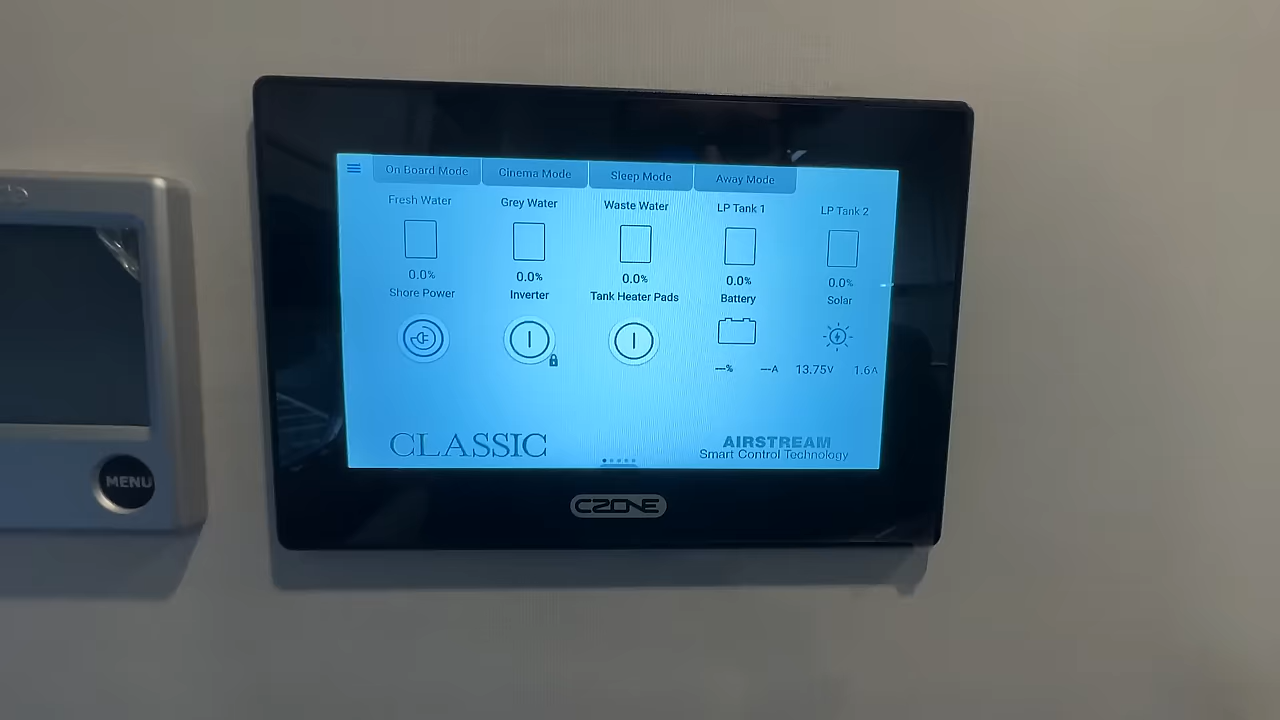 On Board Mode Cinema Mode Sleep Mode Away Mode
Fresh Water Grey Water Waste Water LP Tank 1 LP Tank 2
0.0% 0.0% 0.0% 0.0% 0.0%
Shore Power Inverter Tank Heater Pads Battery Solar
---% ---A 13.75V 1.6A
CLASSIC
AIRSTREAM
Smart Control Technology
CZONE
MENU